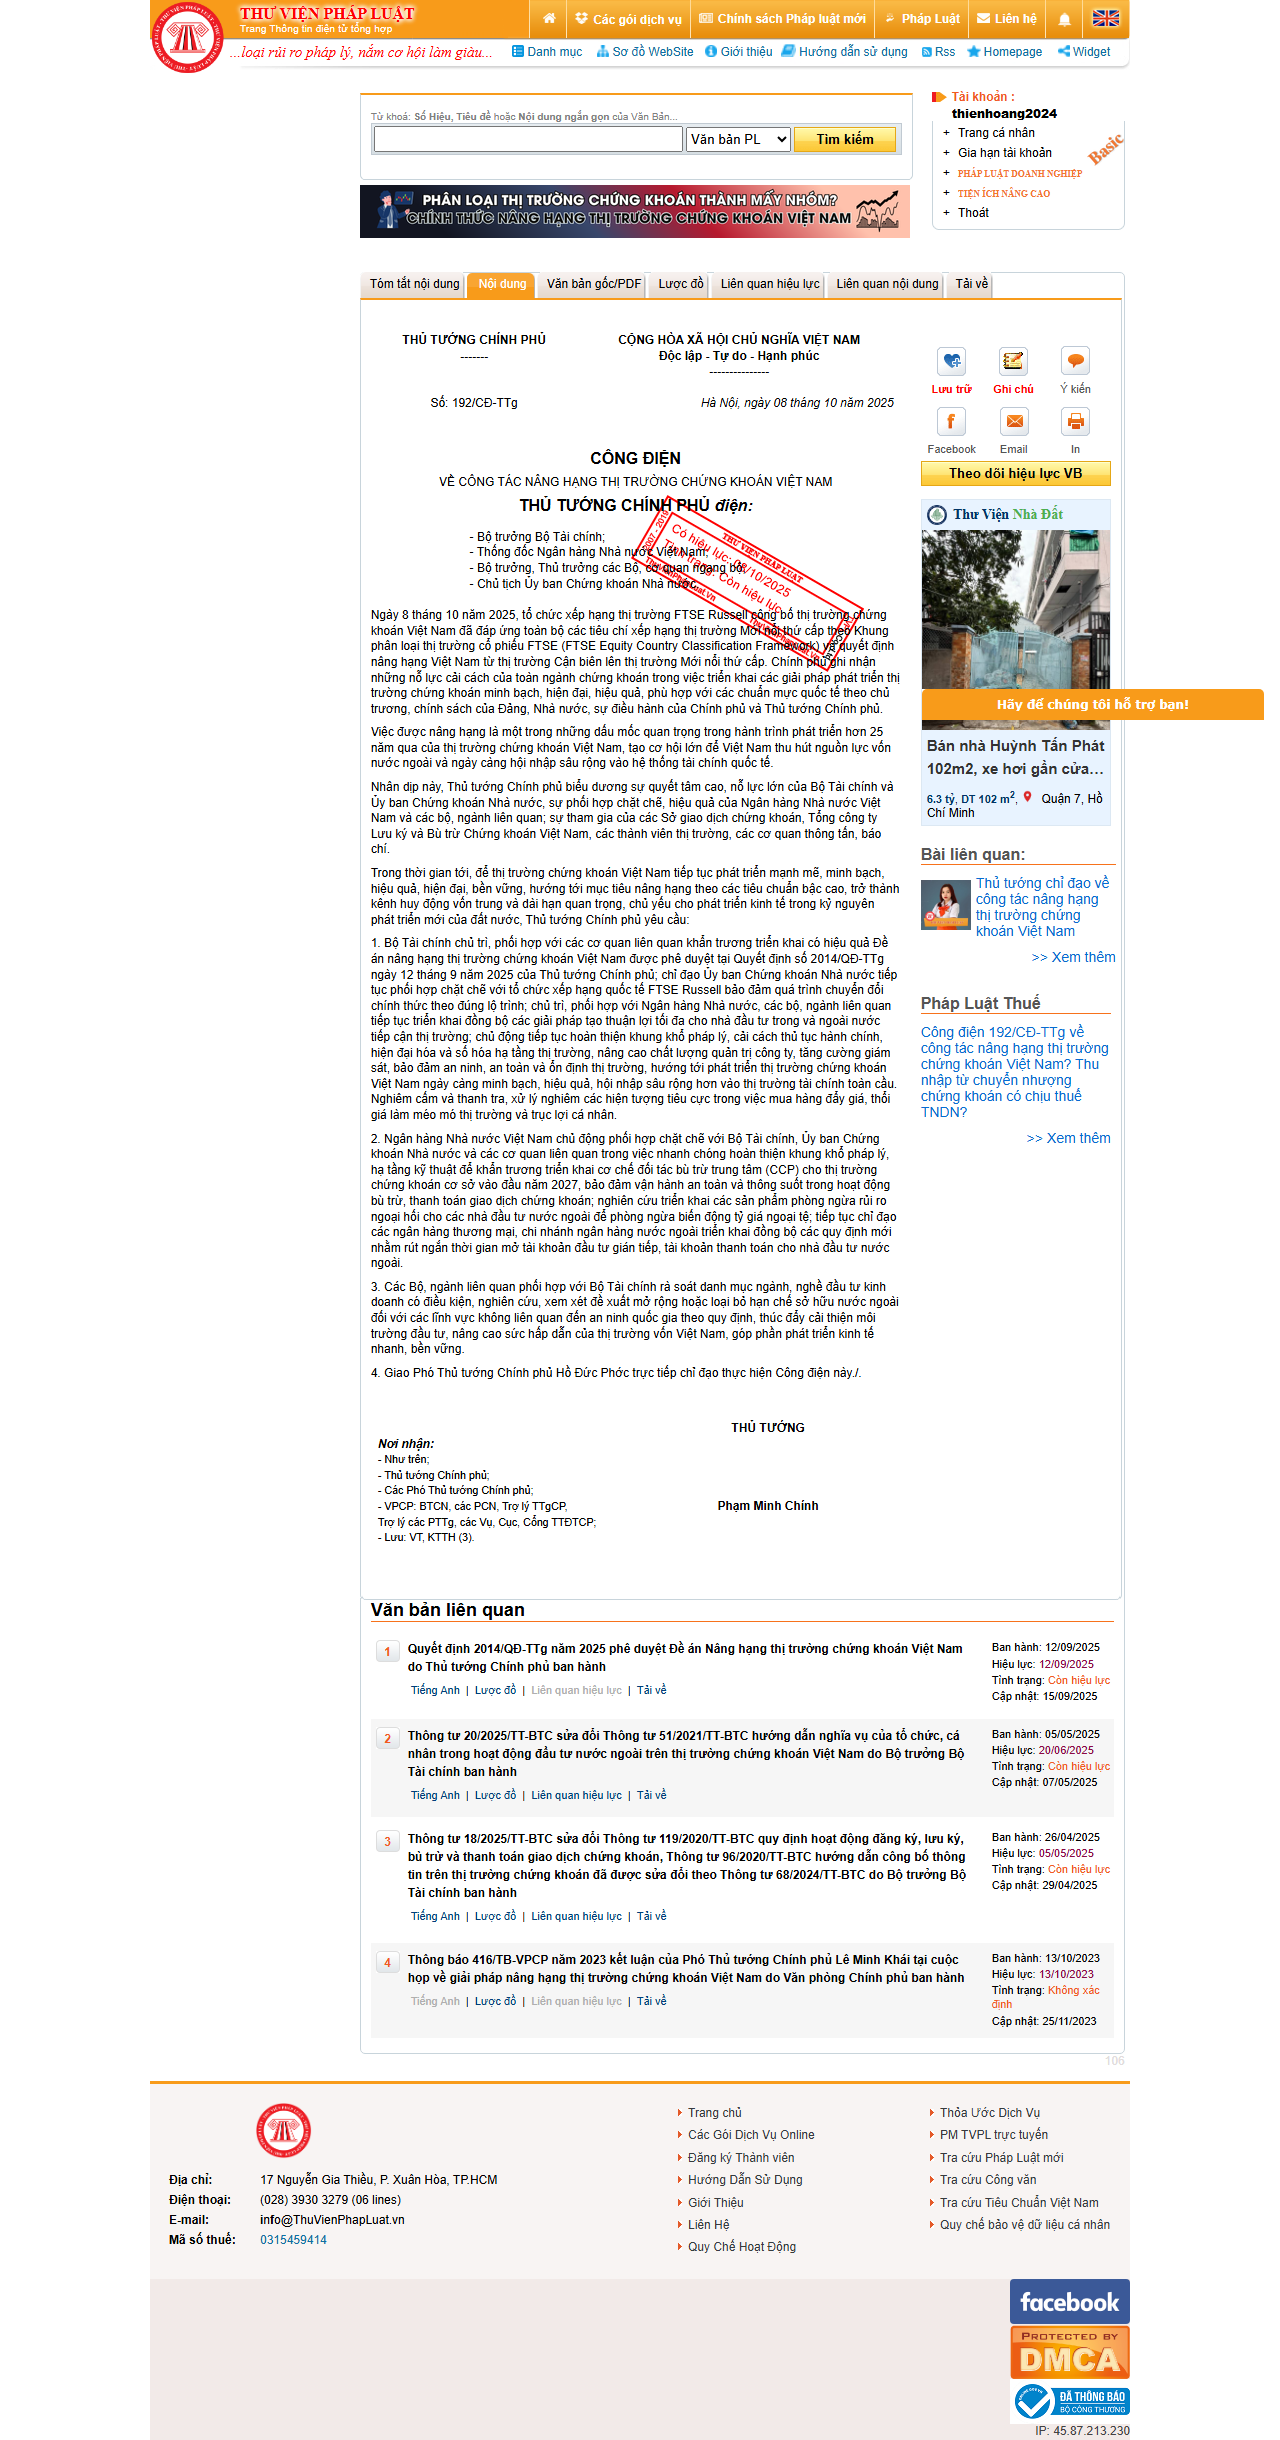 THƯ VIỆN PHÁP LUẬT
Trang Thông tin điện tử tổng hợp
Các gói dịch vụ
Chính sách Pháp luật mới
Pháp Luật
Liên hệ
...loại rủi ro pháp lý, nắm cơ hội làm giàu...
Danh mục
Sơ đồ WebSite
Giới thiệu
Hướng dẫn sử dụng
Rss
Homepage
Widget
Từ khoá: Số Hiệu, Tiêu đề hoặc Nội dung ngắn gọn của Văn Bản...
Văn bản PL
Tìm kiếm
Tài khoản :
thienhoang2024
+ Trang cá nhân
+ Gia hạn tài khoản
+ PHÁP LUẬT DOANH NGHIỆP
+ TIỆN ÍCH NÂNG CAO
+ Thoát
Basic
PHÂN LOẠI THỊ TRƯỜNG CHỨNG KHOÁN THÀNH MẤY NHÓM?
CHÍNH THỨC NÂNG HẠNG THỊ TRƯỜNG CHỨNG KHOÁN VIỆT NAM
Tóm tắt nội dung
Nội dung
Văn bản gốc/PDF
Lược đồ
Liên quan hiệu lực
Liên quan nội dung
Tải về
THỦ TƯỚNG CHÍNH PHỦ
-------
CỘNG HÒA XÃ HỘI CHỦ NGHĨA VIỆT NAM
Độc lập - Tự do - Hạnh phúc
---------------
Số: 192/CĐ-TTg
Hà Nội, ngày 08 tháng 10 năm 2025
CÔNG ĐIỆN
VỀ CÔNG TÁC NÂNG HẠNG THỊ TRƯỜNG CHỨNG KHOÁN VIỆT NAM
THỦ TƯỚNG CHÍNH PHỦ điện:
- Bộ trưởng Bộ Tài chính;
- Thống đốc Ngân hàng Nhà nước Việt Nam;
- Bộ trưởng, Thủ trưởng các Bộ, cơ quan ngang bộ;
- Chủ tịch Ủy ban Chứng khoán Nhà nước.
THƯ VIỆN PHÁP LUẬT
Có hiệu lực: 08/10/2025
Tình trạng: Còn hiệu lực
Ngày 8 tháng 10 năm 2025, tổ chức xếp hạng thị trường FTSE Russell công bố thị trường chứng
khoán Việt Nam đã đáp ứng toàn bộ các tiêu chí xếp hạng thị trường Mới nổi thứ cấp theo Khung
phân loại thị trường cổ phiếu FTSE (FTSE Equity Country Classification Framework) và quyết định
nâng hạng Việt Nam từ thị trường Cận biên lên thị trường Mới nổi thứ cấp. Chính phủ ghi nhận
những nỗ lực cải cách của toàn ngành chứng khoán trong việc triển khai các giải pháp phát triển thị
trường chứng khoán minh bạch, hiện đại, hiệu quả, phù hợp với các chuẩn mực quốc tế theo chủ
trương, chính sách của Đảng, Nhà nước, sự điều hành của Chính phủ và Thủ tướng Chính phủ.
Việc được nâng hạng là một trong những dấu mốc quan trọng trong hành trình phát triển hơn 25
năm qua của thị trường chứng khoán Việt Nam, tạo cơ hội lớn để Việt Nam thu hút nguồn lực vốn
nước ngoài và ngày càng hội nhập sâu rộng vào hệ thống tài chính quốc tế.
Nhân dịp này, Thủ tướng Chính phủ biểu dương sự quyết tâm cao, nỗ lực lớn của Bộ Tài chính và
Ủy ban Chứng khoán Nhà nước, sự phối hợp chặt chẽ, hiệu quả của Ngân hàng Nhà nước Việt
Nam và các bộ, ngành liên quan; sự tham gia của các Sở giao dịch chứng khoán, Tổng công ty
Lưu ký và Bù trừ Chứng khoán Việt Nam, các thành viên thị trường, các cơ quan thông tấn, báo
chí.
Trong thời gian tới, để thị trường chứng khoán Việt Nam tiếp tục phát triển mạnh mẽ, minh bạch,
hiệu quả, hiện đại, bền vững, hướng tới mục tiêu nâng hạng theo các tiêu chuẩn bậc cao, trở thành
kênh huy động vốn trung và dài hạn quan trọng, chủ yếu cho phát triển kinh tế trong kỷ nguyên
phát triển mới của đất nước, Thủ tướng Chính phủ yêu cầu:
1. Bộ Tài chính chủ trì, phối hợp với các cơ quan liên quan khẩn trương triển khai có hiệu quả Đề
án nâng hạng thị trường chứng khoán Việt Nam được phê duyệt tại Quyết định số 2014/QĐ-TTg
ngày 12 tháng 9 năm 2025 của Thủ tướng Chính phủ; chỉ đạo Ủy ban Chứng khoán Nhà nước tiếp
tục phối hợp chặt chẽ với tổ chức xếp hạng quốc tế FTSE Russell bảo đảm quá trình chuyển đổi
chính thức theo đúng lộ trình; chủ trì, phối hợp với Ngân hàng Nhà nước, các bộ, ngành liên quan
tiếp tục triển khai đồng bộ các giải pháp tạo thuận lợi tối đa cho nhà đầu tư trong và ngoài nước
tiếp cận thị trường; chủ động tiếp tục hoàn thiện khung khổ pháp lý, cải cách thủ tục hành chính,
hiện đại hóa và số hóa hạ tầng thị trường, nâng cao chất lượng quản trị công ty, tăng cường giám
sát, bảo đảm an ninh, an toàn và ổn định thị trường, hướng tới phát triển thị trường chứng khoán
Việt Nam ngày càng minh bạch, hiệu quả, hội nhập sâu rộng hơn vào thị trường tài chính toàn cầu.
Nghiêm cấm và thanh tra, xử lý nghiêm các hiện tượng tiêu cực trong việc mua hàng đẩy giá, thổi
giá làm méo mó thị trường và trục lợi cá nhân.
2. Ngân hàng Nhà nước Việt Nam chủ động phối hợp chặt chẽ với Bộ Tài chính, Ủy ban Chứng
khoán Nhà nước và các cơ quan liên quan trong việc nhanh chóng hoàn thiện khung khổ pháp lý,
hạ tầng kỹ thuật để khẩn trương triển khai cơ chế đối tác bù trừ trung tâm (CCP) cho thị trường
chứng khoán cơ sở vào đầu năm 2027, bảo đảm vận hành an toàn và thông suốt trong hoạt động
bù trừ, thanh toán giao dịch chứng khoán; nghiên cứu triển khai các sản phẩm phòng ngừa rủi ro
ngoại hối cho các nhà đầu tư nước ngoài để phòng ngừa biến động tỷ giá ngoại tệ; tiếp tục chỉ đạo
các ngân hàng thương mại, chi nhánh ngân hàng nước ngoài triển khai đồng bộ các quy định mới
nhằm rút ngắn thời gian mở tài khoản đầu tư gián tiếp, tài khoản thanh toán cho nhà đầu tư nước
ngoài.
3. Các Bộ, ngành liên quan phối hợp với Bộ Tài chính rà soát danh mục ngành, nghề đầu tư kinh
doanh có điều kiện, nghiên cứu, xem xét đề xuất mở rộng hoặc loại bỏ hạn chế sở hữu nước ngoài
đối với các lĩnh vực không liên quan đến an ninh quốc gia theo quy định, thúc đẩy cải thiện môi
trường đầu tư, nâng cao sức hấp dẫn của thị trường vốn Việt Nam, góp phần phát triển kinh tế
nhanh, bền vững.
4. Giao Phó Thủ tướng Chính phủ Hồ Đức Phớc trực tiếp chỉ đạo thực hiện Công điện này./.
Nơi nhận:
- Như trên;
- Thủ tướng Chính phủ;
- Các Phó Thủ tướng Chính phủ;
- VPCP: BTCN, các PCN, Trợ lý TTgCP,
Trợ lý các PTTg, các Vụ, Cục, Cổng TTĐTCP;
- Lưu: VT, KTTH (3).
THỦ TƯỚNG
Phạm Minh Chính
Lưu trữ
Ghi chú
Ý kiến
Facebook
Email
In
Theo dõi hiệu lực VB
Thư Viện Nhà Đất
Hãy để chúng tôi hỗ trợ bạn!
Bán nhà Huỳnh Tấn Phát
102m2, xe hơi gần cửa…
6.3 tỷ, DT 102 m2, Quận 7, Hồ
Chí Minh
Bài liên quan:
Thủ tướng chỉ đạo về
công tác nâng hạng
thị trường chứng
khoán Việt Nam
>> Xem thêm
Pháp Luật Thuế
Công điện 192/CĐ-TTg về
công tác nâng hạng thị trường
chứng khoán Việt Nam? Thu
nhập từ chuyển nhượng
chứng khoán có chịu thuế
TNDN?
>> Xem thêm
Văn bản liên quan
1
Quyết định 2014/QĐ-TTg năm 2025 phê duyệt Đề án Nâng hạng thị trường chứng khoán Việt Nam
do Thủ tướng Chính phủ ban hành
Tiếng Anh | Lược đồ | Liên quan hiệu lực | Tải về
Ban hành: 12/09/2025
Hiệu lực: 12/09/2025
Tình trạng: Còn hiệu lực
Cập nhật: 15/09/2025
2
Thông tư 20/2025/TT-BTC sửa đổi Thông tư 51/2021/TT-BTC hướng dẫn nghĩa vụ của tổ chức, cá
nhân trong hoạt động đầu tư nước ngoài trên thị trường chứng khoán Việt Nam do Bộ trưởng Bộ
Tài chính ban hành
Tiếng Anh | Lược đồ | Liên quan hiệu lực | Tải về
Ban hành: 05/05/2025
Hiệu lực: 20/06/2025
Tình trạng: Còn hiệu lực
Cập nhật: 07/05/2025
3
Thông tư 18/2025/TT-BTC sửa đổi Thông tư 119/2020/TT-BTC quy định hoạt động đăng ký, lưu ký,
bù trừ và thanh toán giao dịch chứng khoán, Thông tư 96/2020/TT-BTC hướng dẫn công bố thông
tin trên thị trường chứng khoán đã được sửa đổi theo Thông tư 68/2024/TT-BTC do Bộ trưởng Bộ
Tài chính ban hành
Tiếng Anh | Lược đồ | Liên quan hiệu lực | Tải về
Ban hành: 26/04/2025
Hiệu lực: 05/05/2025
Tình trạng: Còn hiệu lực
Cập nhật: 29/04/2025
4
Thông báo 416/TB-VPCP năm 2023 kết luận của Phó Thủ tướng Chính phủ Lê Minh Khái tại cuộc
họp về giải pháp nâng hạng thị trường chứng khoán Việt Nam do Văn phòng Chính phủ ban hành
Tiếng Anh | Lược đồ | Liên quan hiệu lực | Tải về
Ban hành: 13/10/2023
Hiệu lực: 13/10/2023
Tình trạng: Không xác
định
Cập nhật: 25/11/2023
106
Địa chỉ: 17 Nguyễn Gia Thiều, P. Xuân Hòa, TP.HCM
Điện thoại: (028) 3930 3279 (06 lines)
E-mail: info@ThuVienPhapLuat.vn
Mã số thuế: 0315459414
Trang chủ
Các Gói Dịch Vụ Online
Đăng ký Thành viên
Hướng Dẫn Sử Dụng
Giới Thiệu
Liên Hệ
Quy Chế Hoạt Động
Thỏa Ước Dịch Vụ
PM TVPL trực tuyến
Tra cứu Pháp Luật mới
Tra cứu Công văn
Tra cứu Tiêu Chuẩn Việt Nam
Quy chế bảo vệ dữ liệu cá nhân
facebook
PROTECTED BY
DMCA
ĐÃ THÔNG BÁO
BỘ CÔNG THƯƠNG
IP: 45.87.213.230